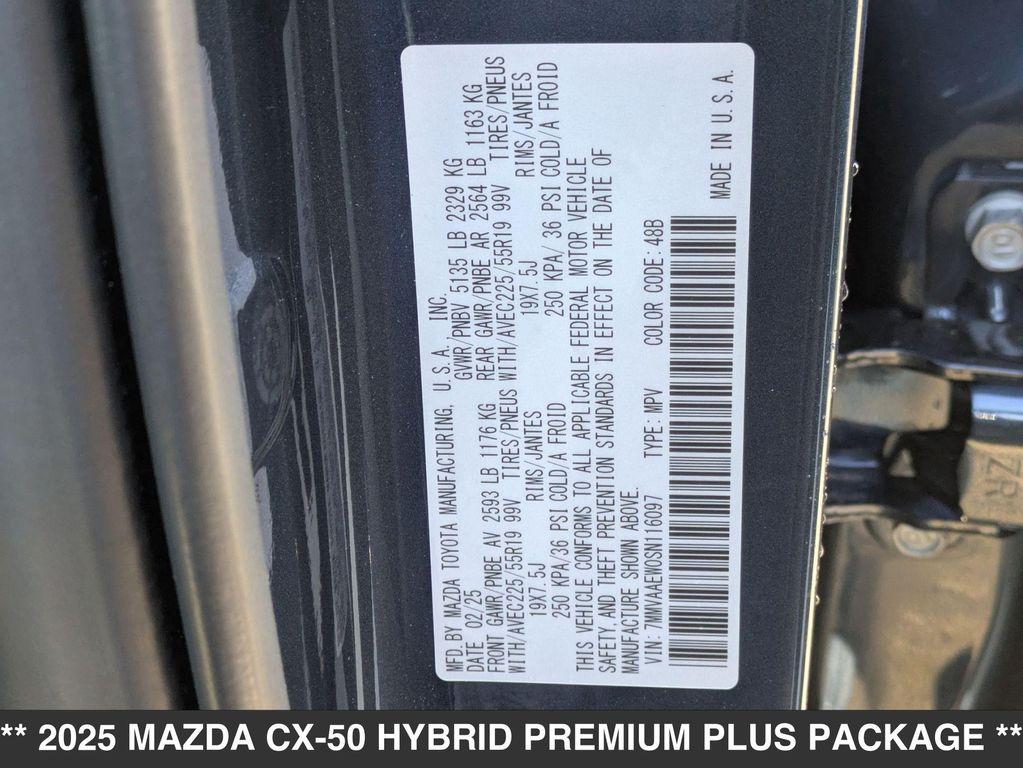 MFD. BY MAZDA TOYOTA MANUFACTURING, U. S. A., INC.
DATE 02/25 GVWR/PNBV 5135 LB 2329 KG
FRONT GAWR/PNBE AV 2593 LB 1176 KG REAR GAWR/PNBE AR 2564 LB 1163 KG
WITH/AVEC225/55R19 99V TIRES/PNEUS WITH/AVEC225/55R19 99V TIRES/PNEUS
19X7. 5J RIMS/JANTES 19X7. 5J RIMS/JANTES
250 KPA/36 PSI COLD/A FROID 250 KPA/ 36 PSI COLD/A FROID
THIS VEHICLE CONFORMS TO ALL APPLICABLE FEDERAL MOTOR VEHICLE
SAFETY AND THEFT PREVENTION STANDARDS IN EFFECT ON THE DATE OF
MANUFACTURE SHOWN ABOVE.
VIN: 7MMVAAEW0SN116097 TYPE: MPV COLOR CODE: 48B
MADE IN U. S. A.
** 2025 MAZDA CX-50 HYBRID PREMIUM PLUS PACKAGE **